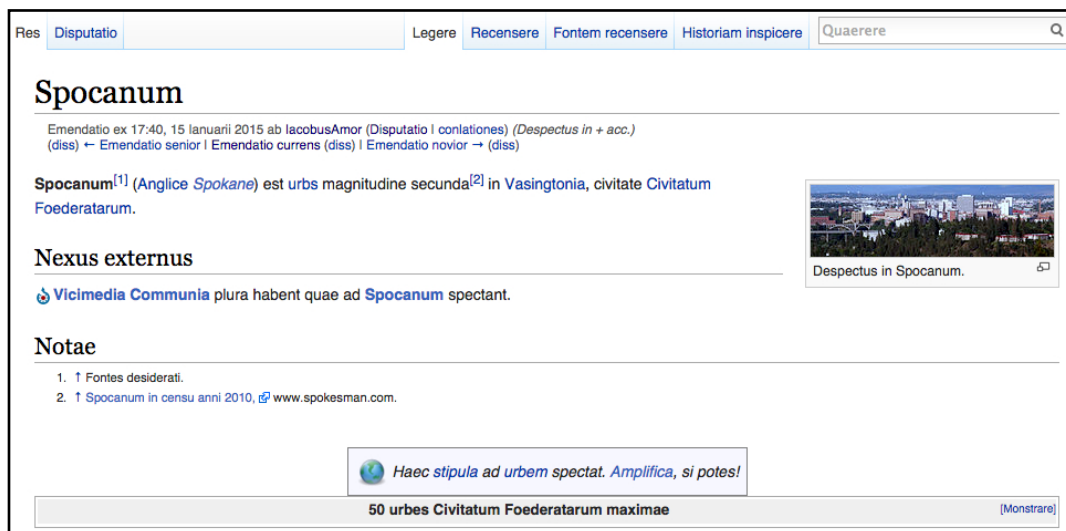 Res Disputatio Legere Recensere Fontem recensere Historiam inspicere Quaerere
Spocanum
Emendatio ex 17:40, 15 Ianuarii 2015 ab IacobusAmor (Disputatio | conlationes) (Despectus in + acc.)
(diss) ← Emendatio senior | Emendatio currens (diss) | Emendatio novior → (diss)
Spocanum[1] (Anglice Spokane) est urbs magnitudine secunda[2] in Vasingtonia, civitate Civitatum
Foederatarum.
Despectus in Spocanum.
Nexus externus
Vicimedia Communia plura habent quae ad Spocanum spectant.
Notae
1. ↑ Fontes desiderati.
2. ↑ Spocanum in censu anni 2010, www.spokesman.com.
Haec stipula ad urbem spectat. Amplifica, si potes!
50 urbes Civitatum Foederatarum maximae [Monstrare]